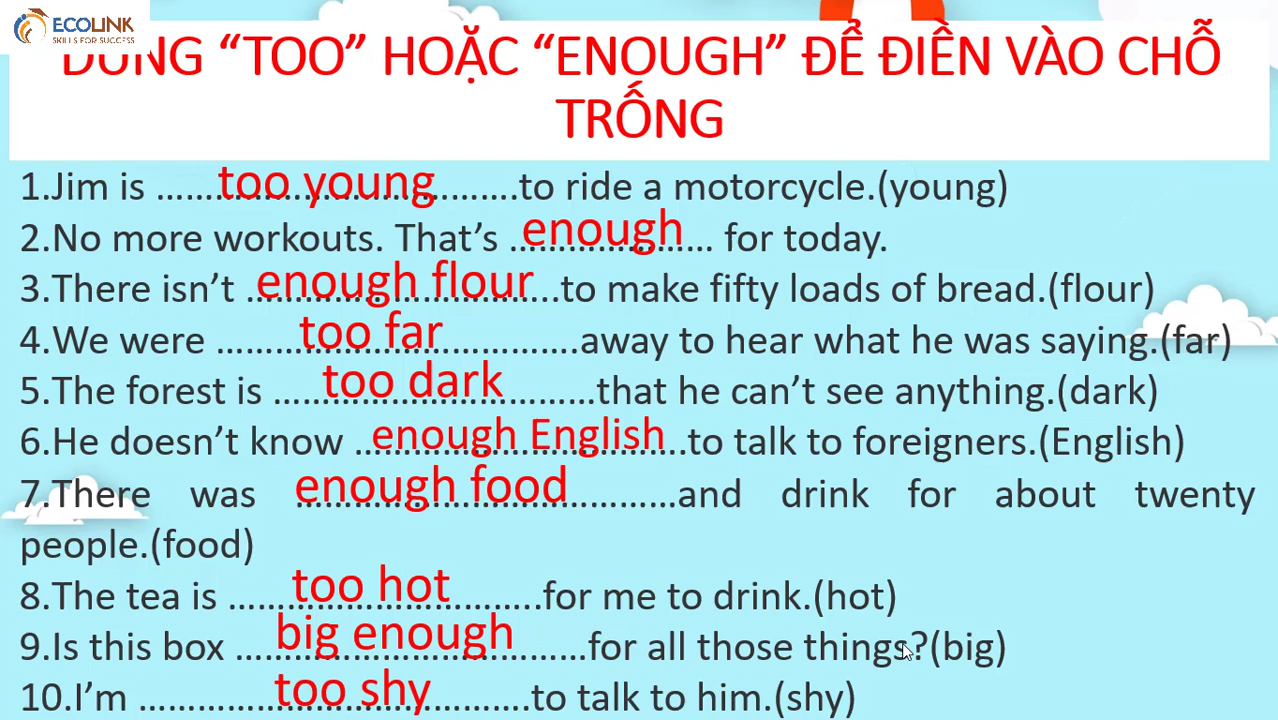 ECOLINK
SKILLS FOR SUCCESS
DÙNG “TOO” HOẶC “ENOUGH” ĐỂ ĐIỀN VÀO CHỖ
TRỐNG
1.Jim is ……too young……….to ride a motorcycle.(young)
2.No more workouts. That’s …enough… for today.
3.There isn’t …enough flour…to make fifty loads of bread.(flour)
4.We were ………too far………….away to hear what he was saying.(far)
5.The forest is ……too dark………that he can’t see anything.(dark)
6.He doesn’t know …enough English..to talk to foreigners.(English)
7.There was enough food…………and drink for about twenty
people.(food)
8.The tea is ……too hot……..for me to drink.(hot)
9.Is this box ……big enough……for all those things?(big)
10.I’m …………too shy……….to talk to him.(shy)